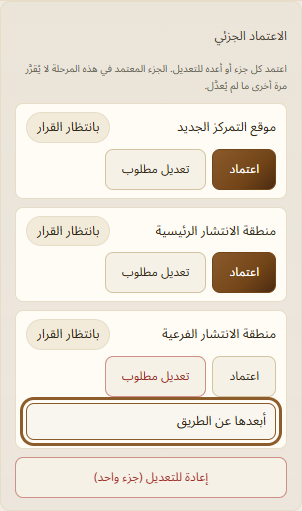 الاعتماد الجزئي
اعتمد كل جزء أو أعده للتعديل. الجزء المعتمد في هذه المرحلة لا يُقرَّر
مرة أخرى ما لم يُعدَّل.
موقع التمركز الجديد
بانتظار القرار
اعتماد
تعديل مطلوب
منطقة الانتشار الرئيسية
بانتظار القرار
اعتماد
تعديل مطلوب
منطقة الانتشار الفرعية
بانتظار القرار
اعتماد
تعديل مطلوب
أبعدها عن الطريق
إعادة للتعديل (جزء واحد)